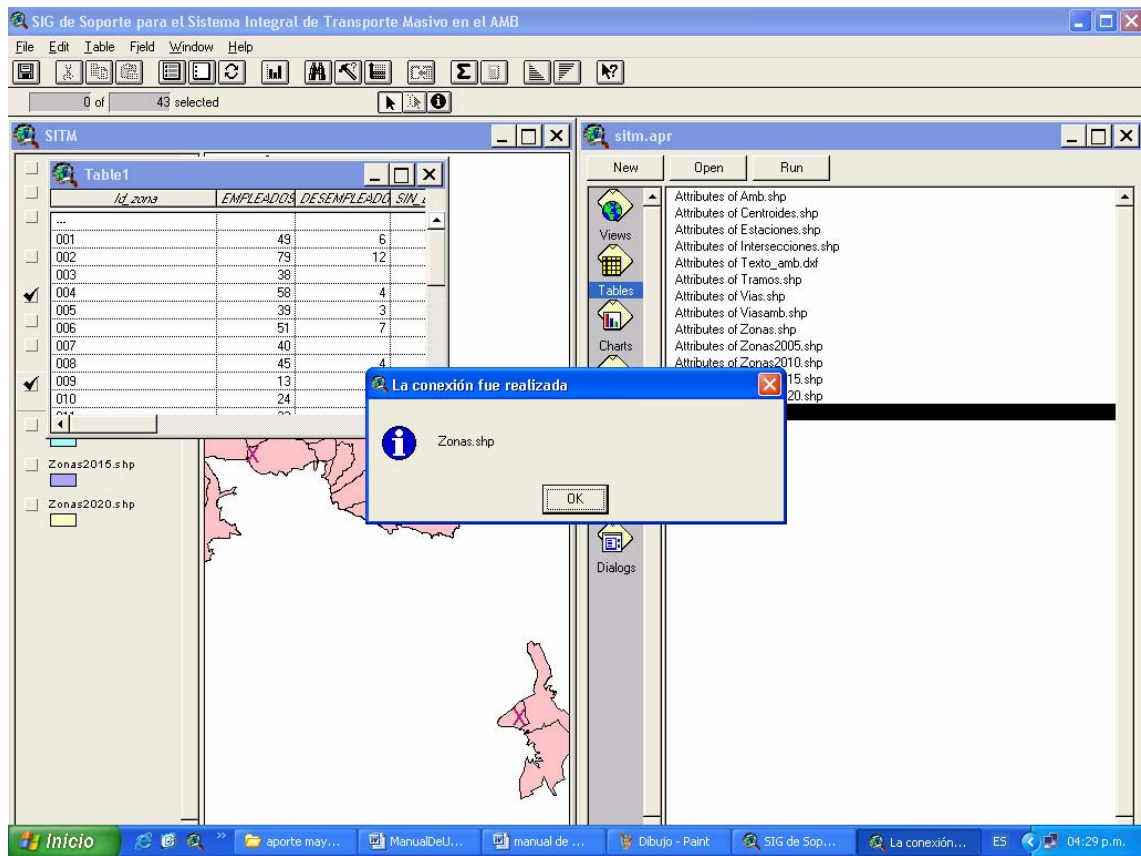 SIG de Soporte para el Sistema Integral de Transporte Masivo en el AMB
File Edit Table Field Window Help
0 of 43 selected
SITM
Table1
Id_zona EMPLEADOS DESEMPLEADO
...
001 49 6
002 79 12
003 38
004 58 4
005 39 3
006 51 7
007 40
008 45 4
009 13
010 24
Zonas2015.shp
Zonas2020.shp
sitm.apr
New Open Run
Views
Tables
Charts
Dialogs
Attributes of Amb.shp
Attributes of Centroides.shp
Attributes of Estaciones.shp
Attributes of Intersecciones.shp
Attributes of Texto_amb.dxf
Attributes of Tramos.shp
Attributes of Vias.shp
Attributes of Viasamb.shp
Attributes of Zonas.shp
Attributes of Zonas2005.shp
Attributes of Zonas2010.shp
15.shp
20.shp
La conexión fue realizada
Zonas.shp
OK
Inicio
aporte may...
ManualDeU...
manual de ...
Dibujo - Paint
SIG de Sop...
La conexión...
ES
04:29 p.m.